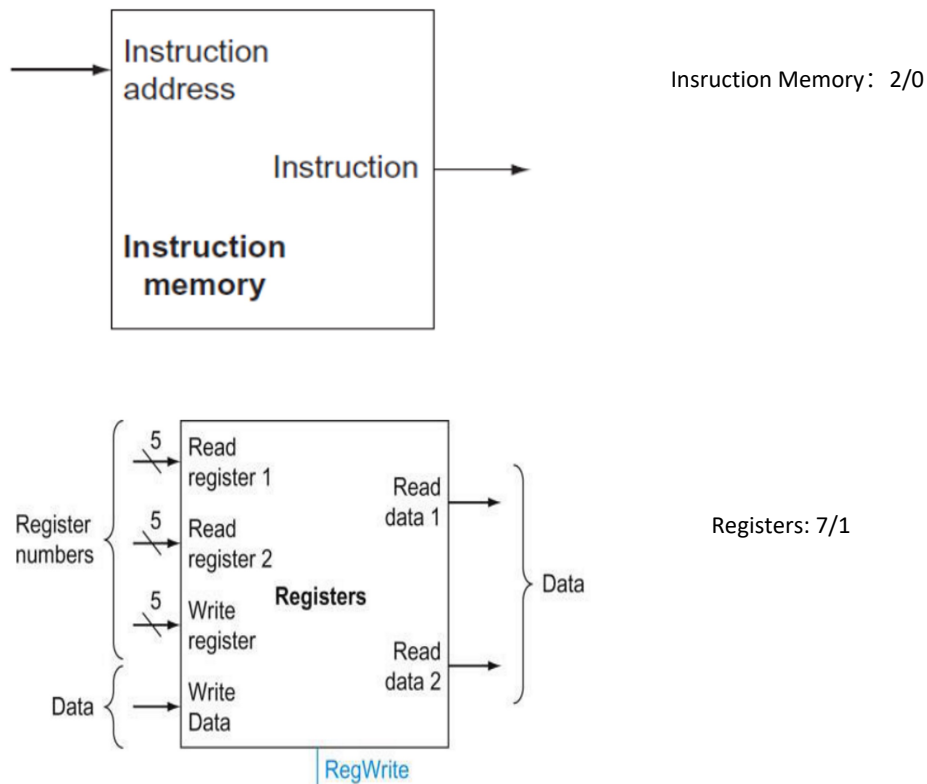 Instruction
address
Instruction
Instruction
memory
Insruction Memory：2/0
Register
numbers
5
Read
register 1
5
Read
register 2
5
Write
register
Data
Write
Data
Registers
Read
data 1
Read
data 2
Data
RegWrite
Registers: 7/1